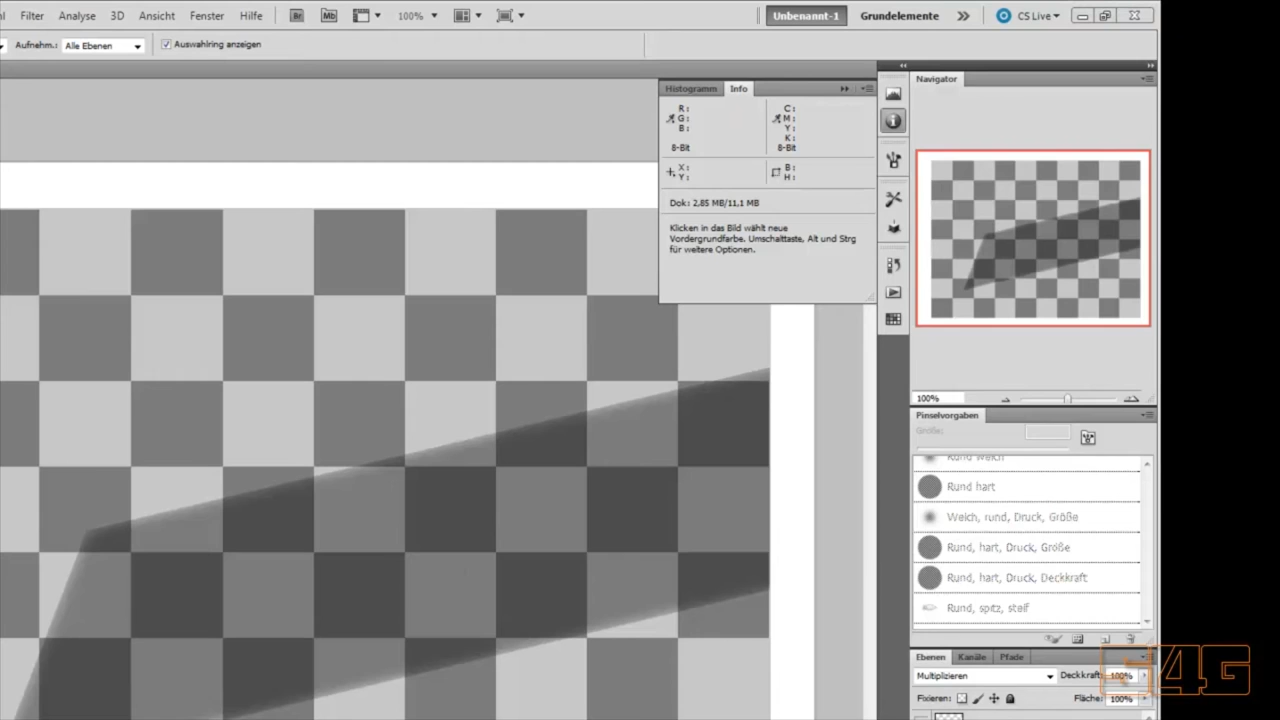 Filter Analyse 3D Ansicht Fenster Hilfe Br Mb 100% Unbenannt-1 Grundelemente CS Live
Aufnehm.: Alle Ebenen Auswahlring anzeigen
Histogramm Info
R: C:
G: M:
B: Y:
K:
8-Bit 8-Bit
X: B:
Y: H:
Dok: 2,85 MB/11,1 MB
Klicken in das Bild wählt neue
Vordergrundfarbe. Umschalttaste, Alt und Strg
für weitere Optionen.
Navigator
100%
Pinselvorgaben
Größe:
Rund weich
Rund hart
Weich, rund, Druck, Größe
Rund, hart, Druck, Größe
Rund, hart, Druck, Deckkraft
Rund, spitz, steif
Ebenen Kanäle Pfade
Multiplizieren Deckkraft: 100%
Fixieren: Fläche: 100%